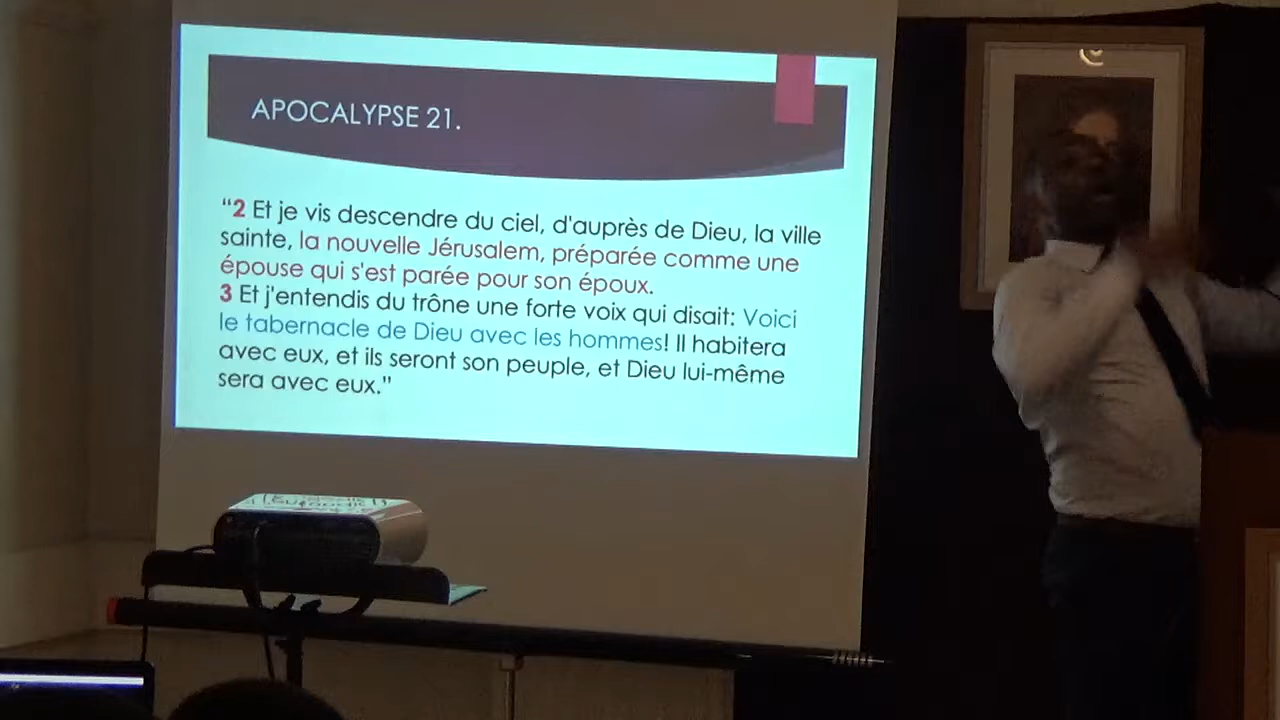 APOCALYPSE 21.
“2 Et je vis descendre du ciel, d'auprès de Dieu, la ville
sainte, la nouvelle Jérusalem, préparée comme une
épouse qui s'est parée pour son époux.
3 Et j'entendis du trône une forte voix qui disait: Voici
le tabernacle de Dieu avec les hommes! Il habitera
avec eux, et ils seront son peuple, et Dieu lui-même
sera avec eux.”